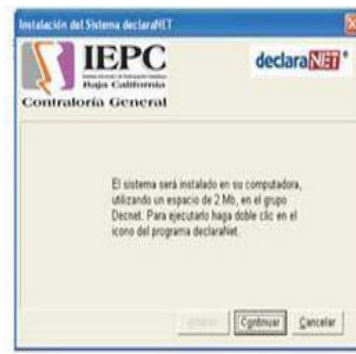 Instalación del Sistema declaraNET
IEPC
Baja California
Contraloría General
declaraNET
El sistema será instalado en su computadora,
utilizando un espacio de 2 Mb, en el grupo
Decnet. Para ejecutarlo haga doble clic en el
icono del programa declaraNet.
Continuar
Cancelar